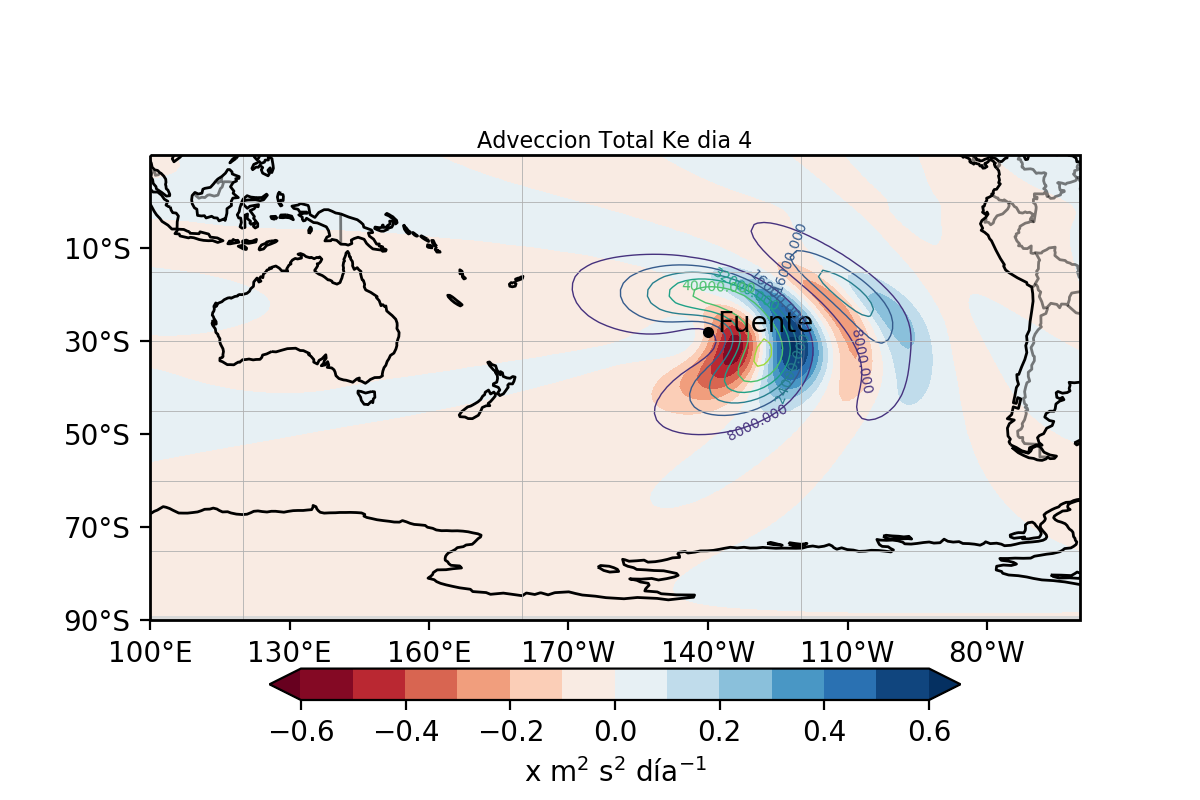 Adveccion Total Ke dia 4
16000.000
40000.000
Fuente
8000.000
8000.000
10°S
30°S
50°S
70°S
90°S
100°E 130°E 160°E 170°W 140°W 110°W 80°W
−0.6 −0.4 −0.2 0.0 0.2 0.4 0.6
x m² s² día⁻¹